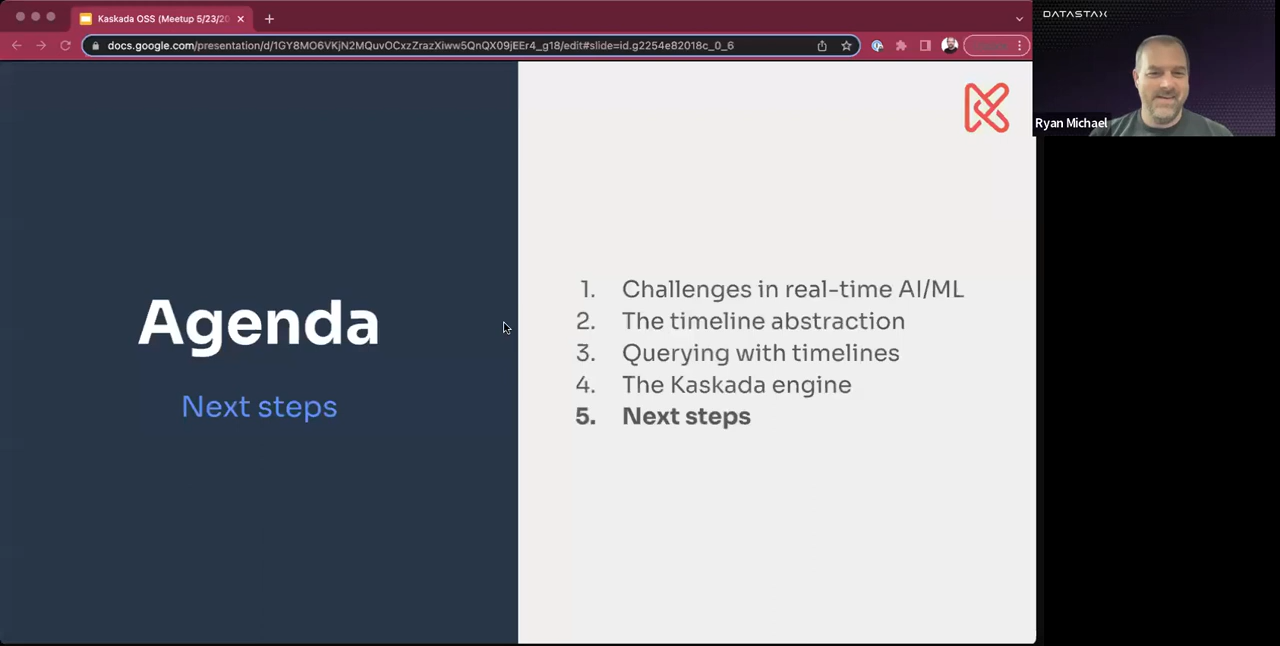 Kaskada OSS (Meetup 5/23/20
docs.google.com/presentation/d/1GY8MO6VKjN2MQuvOCxzZrazXiww5QnQX09jEEr4_g18/edit#slide=id.g2254e82018c_0_6
DATASTAX
Ryan Michael
Agenda
Next steps
1. Challenges in real-time AI/ML
2. The timeline abstraction
3. Querying with timelines
4. The Kaskada engine
5. Next steps